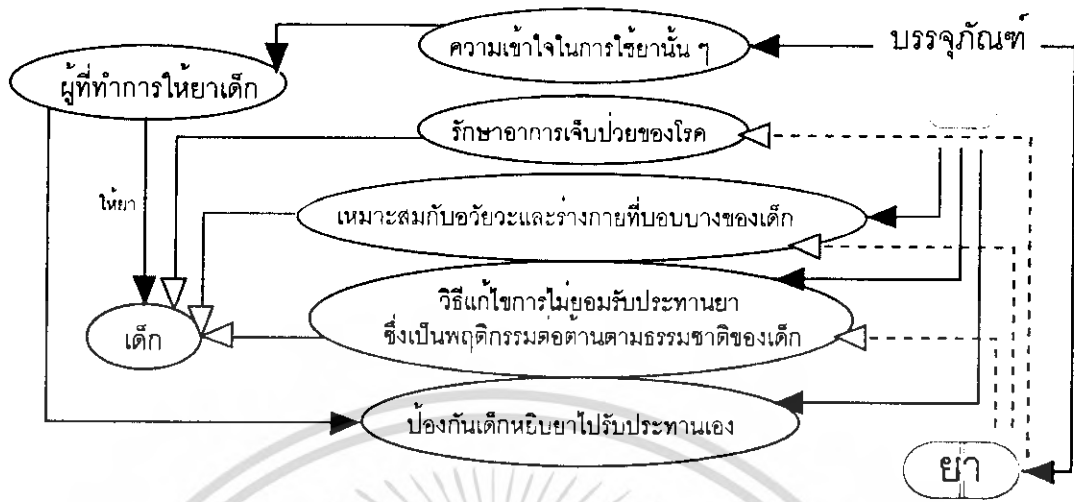 ความเข้าใจในการใช้ยานั้น ๆ
บรรจุภัณฑ์
ผู้ที่ทำการให้ยาเด็ก
รักษาอาการเจ็บป่วยของโรค
ให้ยา
เหมาะสมกับอวัยวะและร่างกายที่บอบบางของเด็ก
วิธีแก้ไขการไม่ยอมรับประทานยา
ซึ่งเป็นพฤติกรรมต่อต้านตามธรรมชาติของเด็ก
เด็ก
ป้องกันเด็กหยิบยาไปรับประทานเอง
ยา